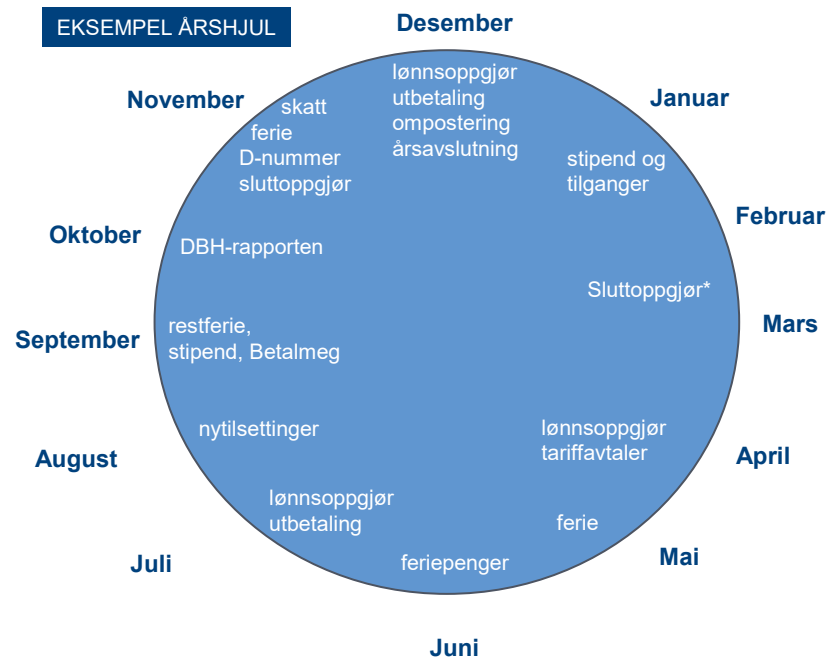 EKSEMPEL ÅRSHJUL
Desember
lønnsoppgjør
utbetaling
ompostering
årsavslutning
Januar
stipend og
tilganger
Februar
Sluttoppgjør*
Mars
April
lønnsoppgjør
tariffavtaler
Mai
ferie
Juni
feriepenger
Juli
lønnsoppgjør
utbetaling
August
nytilsettinger
September
restferie,
stipend, Betalmeg
Oktober
DBH-rapporten
November
skatt
ferie
D-nummer
sluttoppgjør